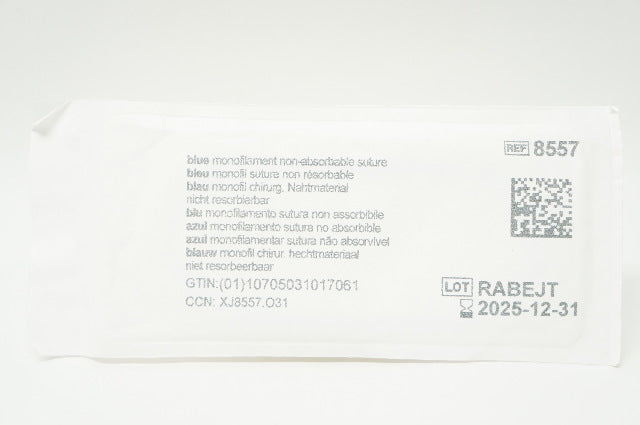 blue monofilament non-absorbable suture
bleu monofil suture non résorbable
blau monofil chirurg. Nahtmaterial
nicht resorbierbar
blu monofilamento sutura non assorbibile
azul monofilamento sutura no absorbible
azul monofilamentar sutura não absorvível
blauw monofil chirur. hechtmateriaal
niet resorbeerbaar
GTIN:(01)10705031017061
CCN: XJ8557.O31
REF 8557
LOT RABEJT
2025-12-31